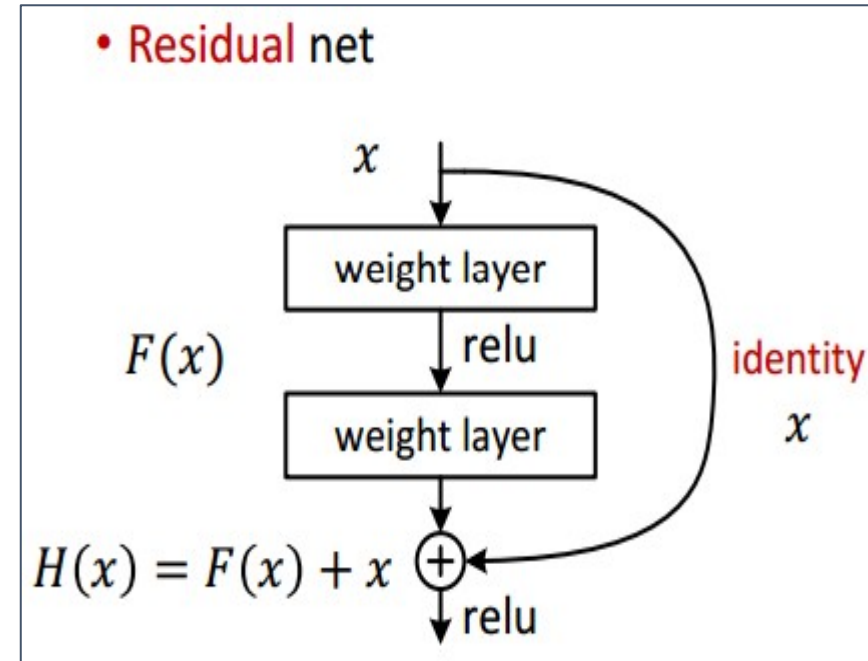 • Residual net
x
weight layer
F(x)
relu
identity
x
weight layer
H(x) = F(x) + x
+
relu